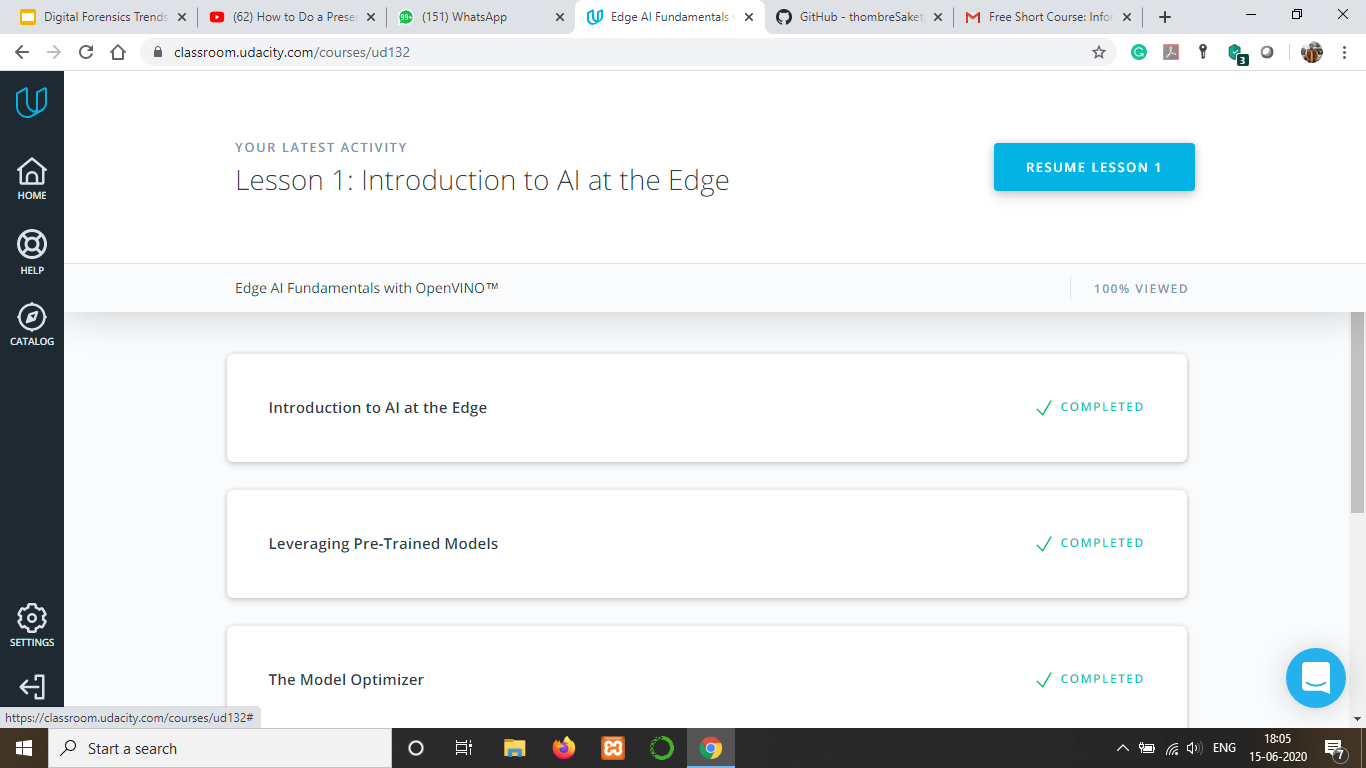 Digital Forensics Trends
(62) How to Do a Prese
(151) WhatsApp
Edge AI Fundamentals
GitHub - thombreSaket
Free Short Course: Infor
classroom.udacity.com/courses/ud132
3
HOME
HELP
CATALOG
SETTINGS
YOUR LATEST ACTIVITY
Lesson 1: Introduction to AI at the Edge
RESUME LESSON 1
Edge AI Fundamentals with OpenVINO™
100% VIEWED
Introduction to AI at the Edge
COMPLETED
Leveraging Pre-Trained Models
COMPLETED
The Model Optimizer
COMPLETED
https://classroom.udacity.com/courses/ud132#
Start a search
ENG
18:05
15-06-2020
7